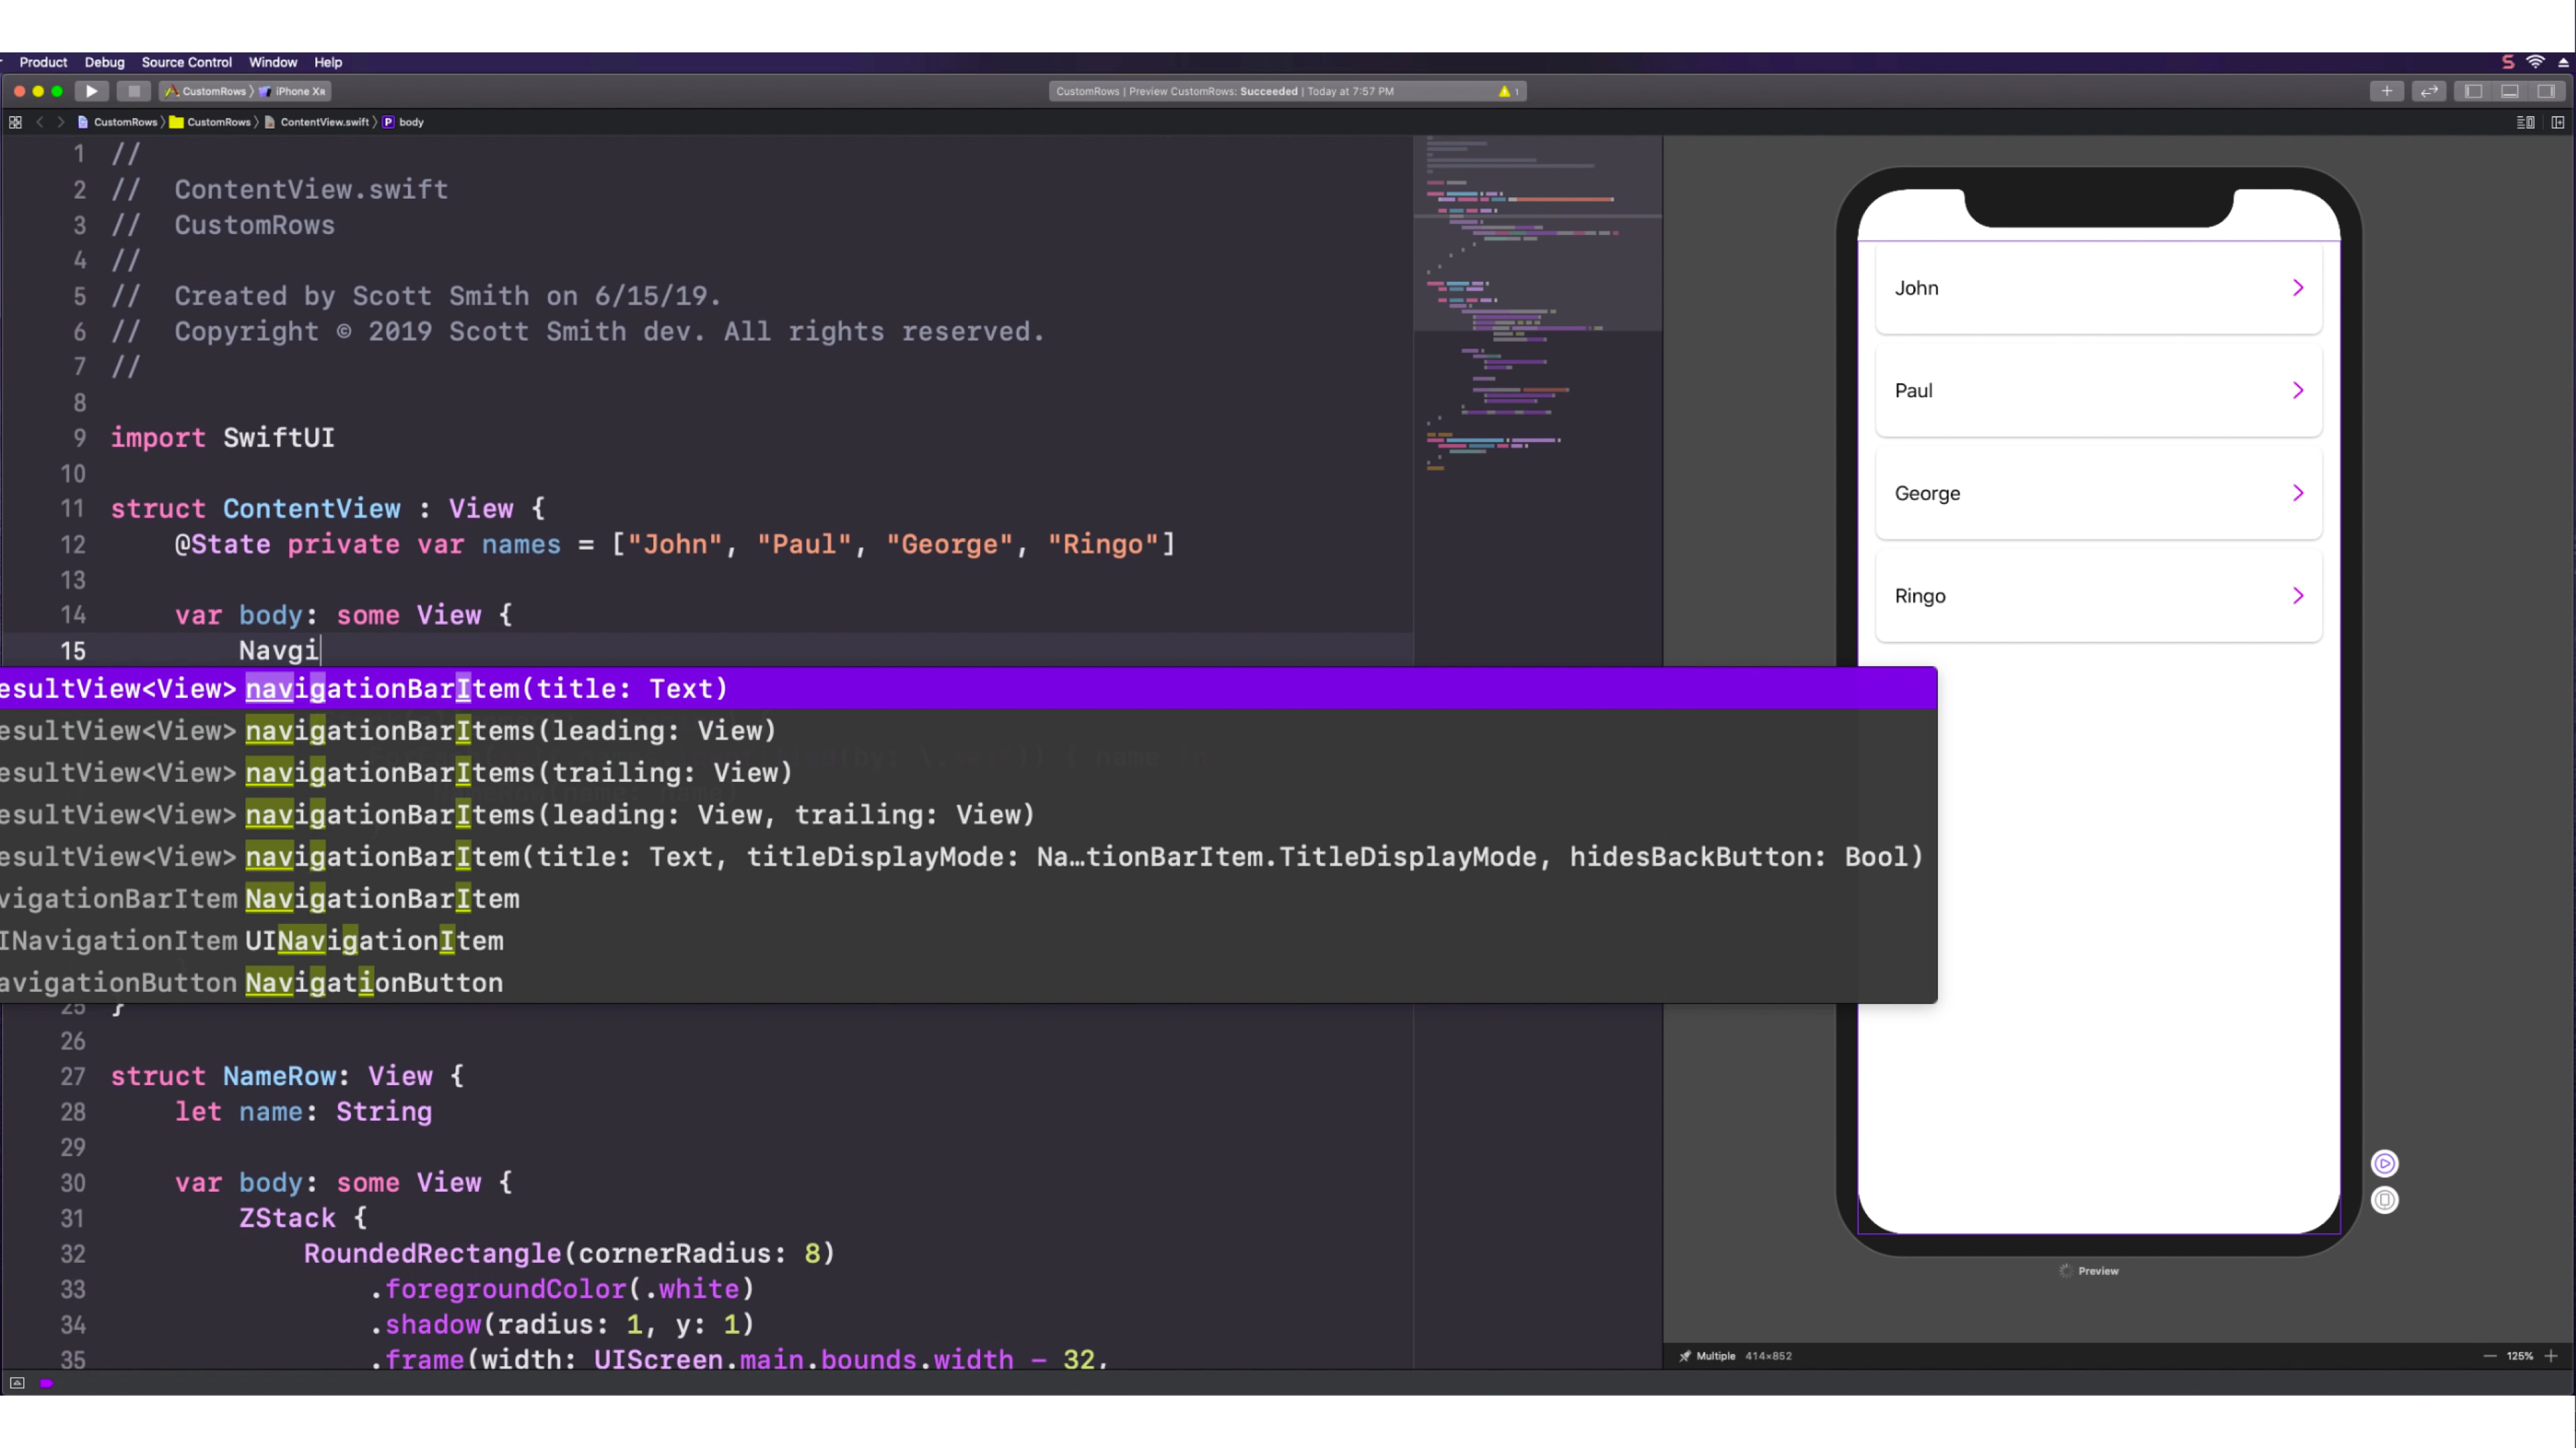 Product Debug Source Control Window Help
CustomRows iPhone XR
CustomRows | Preview CustomRows: Succeeded | Today at 7:57 PM 1
CustomRows CustomRows ContentView.swift P body
1 //
2 //  ContentView.swift
3 //  CustomRows
4 //
5 //  Created by Scott Smith on 6/15/19.
6 //  Copyright © 2019 Scott Smith dev. All rights reserved.
7 //
8
9 import SwiftUI
10
11 struct ContentView : View {
12     @State private var names = ["John", "Paul", "George", "Ringo"]
13
14     var body: some View {
15         Navgi
esultView<View> navigationBarItem(title: Text)
esultView<View> navigationBarItems(leading: View)
esultView<View> navigationBarItems(trailing: View)
esultView<View> navigationBarItems(leading: View, trailing: View)
esultView<View> navigationBarItem(title: Text, titleDisplayMode: Na…tionBarItem.TitleDisplayMode, hidesBackButton: Bool)
vigationBarItem NavigationBarItem
INavigationItem UINavigationItem
avigationButton NavigationButton
25 }
26
27 struct NameRow: View {
28     let name: String
29
30     var body: some View {
31         ZStack {
32             RoundedRectangle(cornerRadius: 8)
33                 .foregroundColor(.white)
34                 .shadow(radius: 1, y: 1)
35                 .frame(width: UIScreen.main.bounds.width - 32,
John
Paul
George
Ringo
Preview
Multiple 414×852
125%